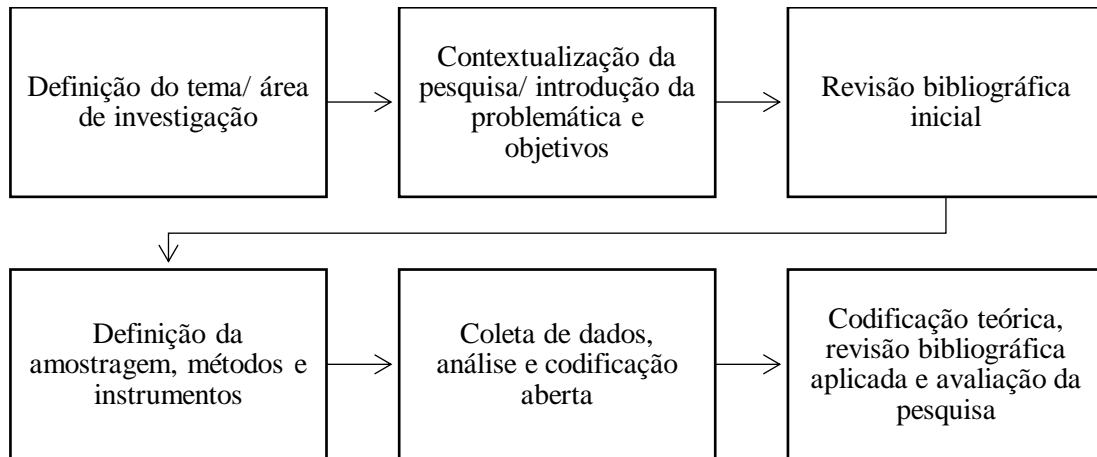 Definição do tema/ área
de investigação
Contextualização da
pesquisa/ introdução da
problemática e
objetivos
Revisão bibliográfica
inicial
Definição da
amostragem, métodos e
instrumentos
Coleta de dados,
análise e codificação
aberta
Codificação teórica,
revisão bibliográfica
aplicada e avaliação da
pesquisa